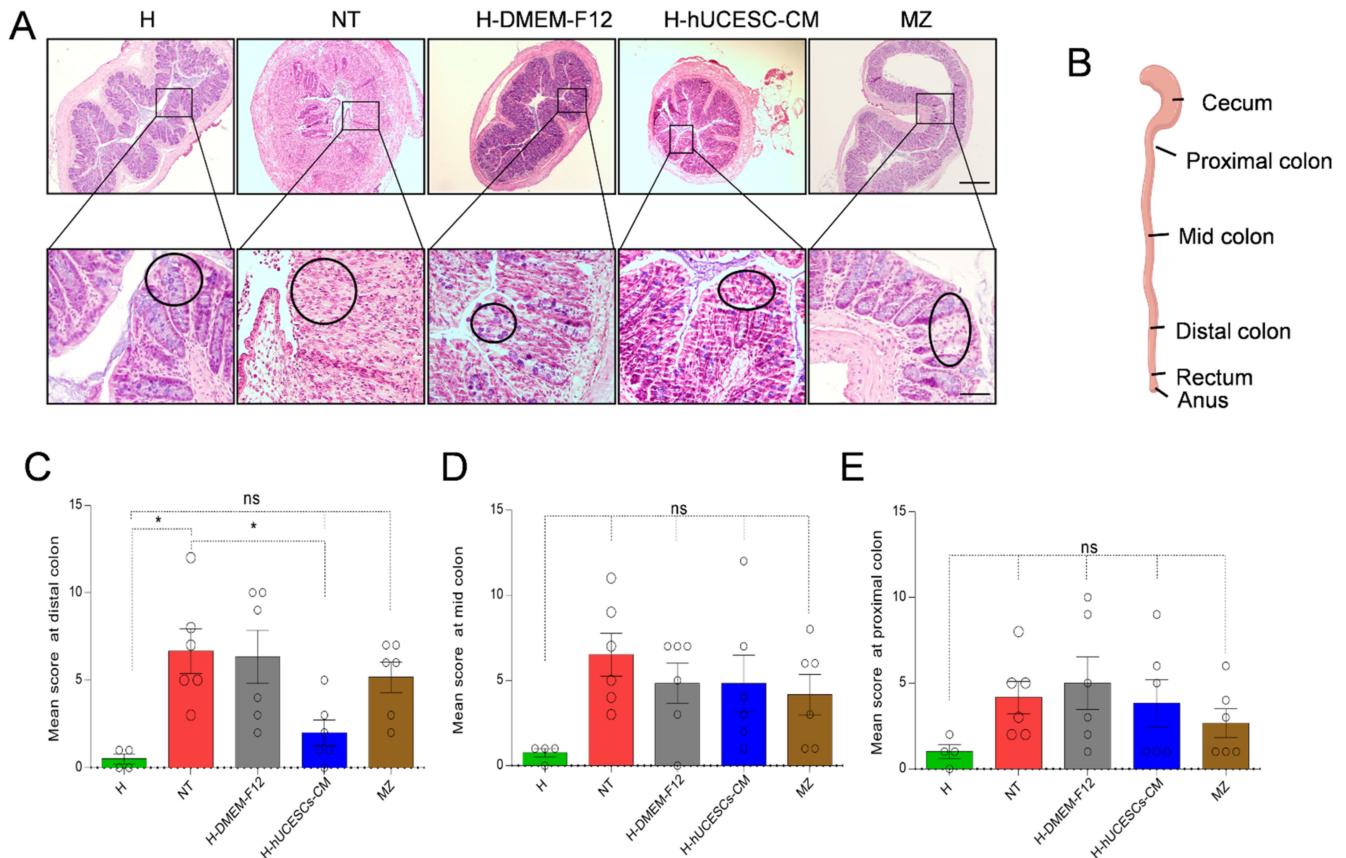 A
H
NT
H-DMEM-F12
H-hUCESC-CM
MZ
B
Cecum
Proximal colon
Mid colon
Distal colon
Rectum
Anus
C
Mean score at distal colon
15
10
5
0
ns
*
*
H
NT
H-DMEM-F12
H-hUCESCs-CM
MZ
D
Mean score at mid colon
15
10
5
0
ns
H
NT
H-DMEM-F12
H-hUCESCs-CM
MZ
E
Mean score at proximal colon
15
10
5
0
ns
H
NT
H-DMEM-F12
H-hUCESCs-CM
MZ